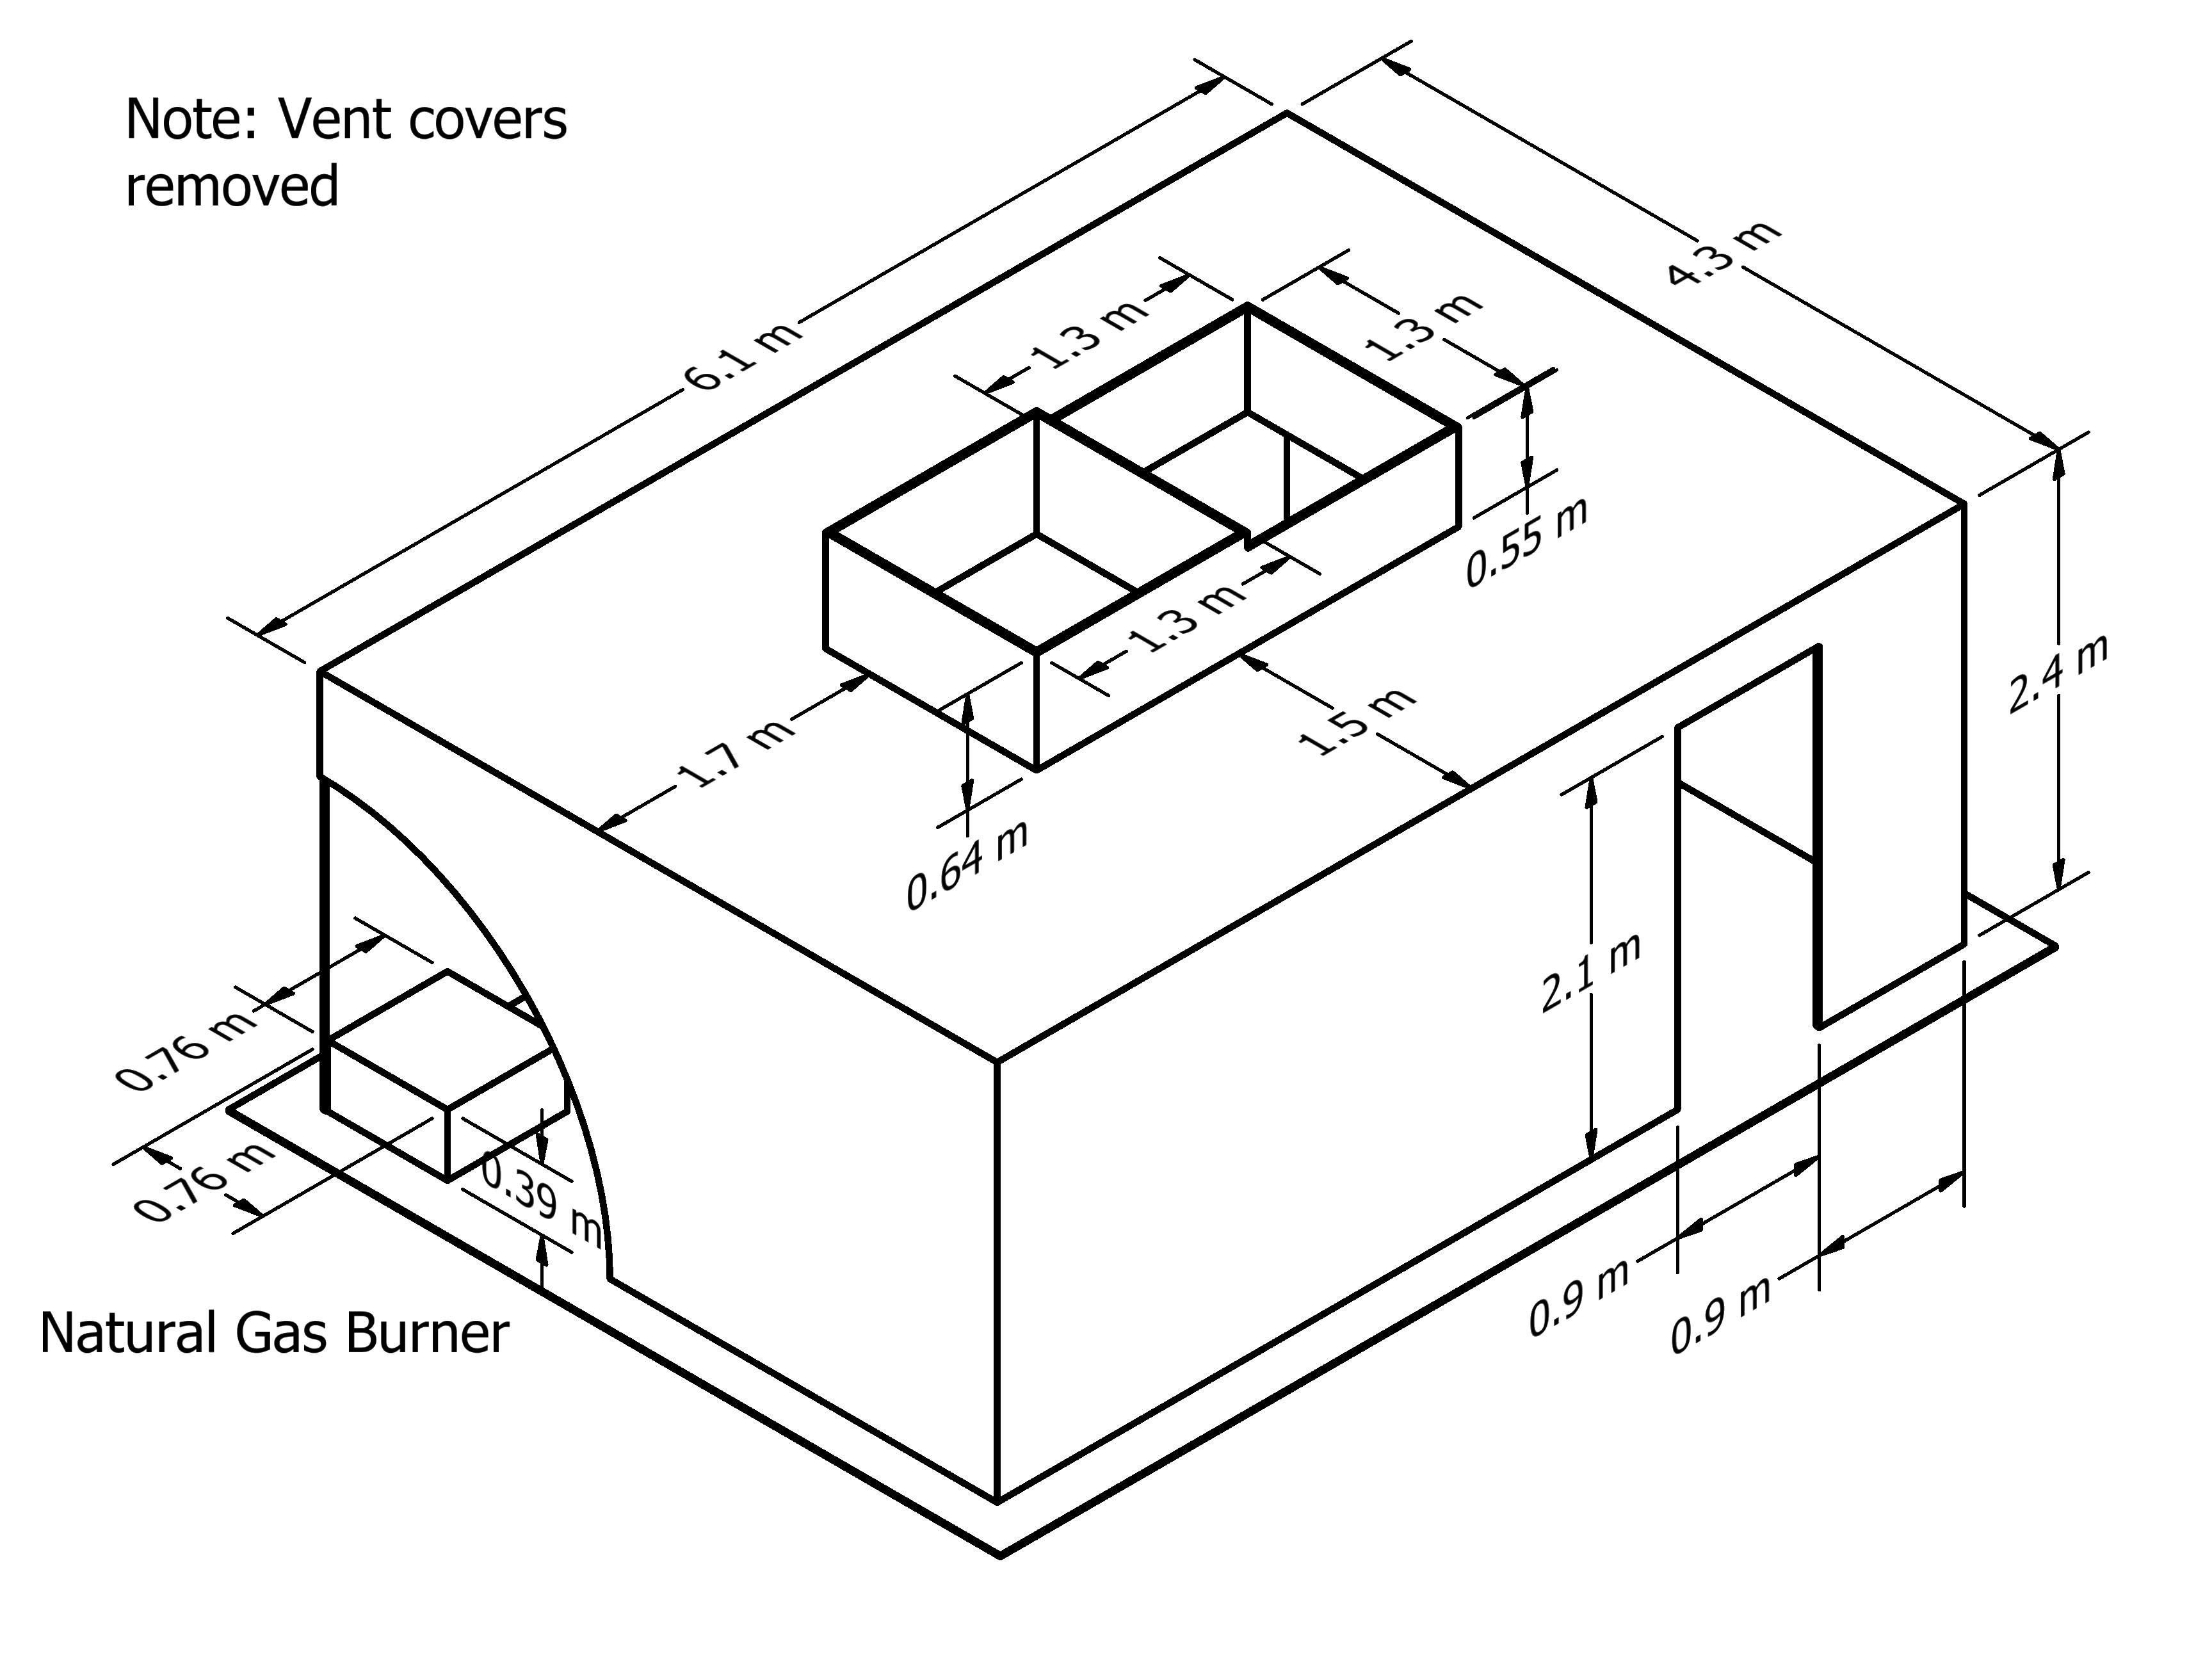 Note: Vent covers
removed
6.1 m
4.3 m
1.3 m
1.3 m
0.55 m
1.3 m
1.5 m
1.7 m
0.64 m
2.4 m
2.1 m
0.76 m
0.76 m
0.39 m
0.9 m
0.9 m
Natural Gas Burner